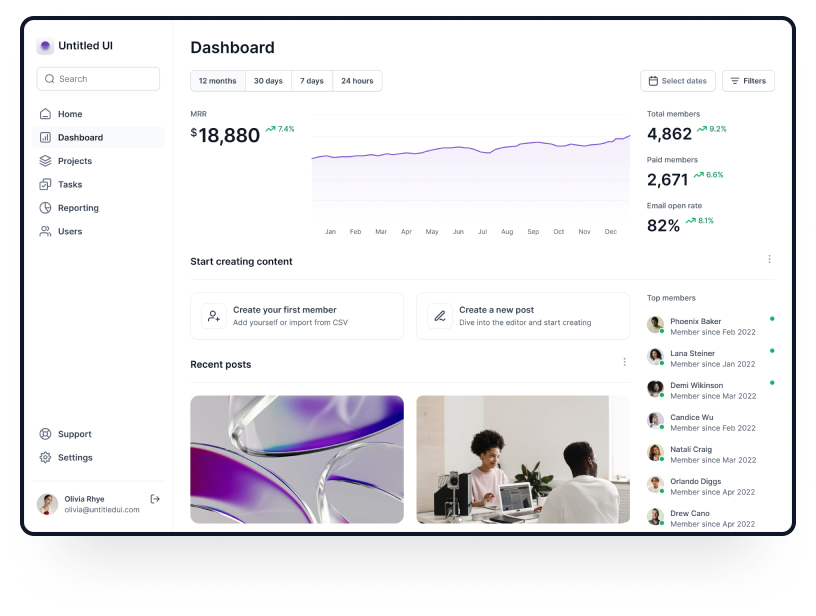 Untitled UI
Search
Home
Dashboard
Projects
Tasks
Reporting
Users
Support
Settings
Olivia Rhye
olivia@untitledui.com
Dashboard
12 months
30 days
7 days
24 hours
Select dates
Filters
MRR
$18,880
7.4%
Jan Feb Mar Apr May Jun Jul Aug Sep Oct Nov Dec
Total members
4,862
9.2%
Paid members
2,671
6.6%
Email open rate
82%
8.1%
Start creating content
Create your first member
Add yourself or import from CSV
Create a new post
Dive into the editor and start creating
Recent posts
Top members
Phoenix Baker
Member since Feb 2022
Lana Steiner
Member since Jan 2022
Demi Wikinson
Member since Mar 2022
Candice Wu
Member since Feb 2022
Natali Craig
Member since Mar 2022
Orlando Diggs
Member since Apr 2022
Drew Cano
Member since Apr 2022